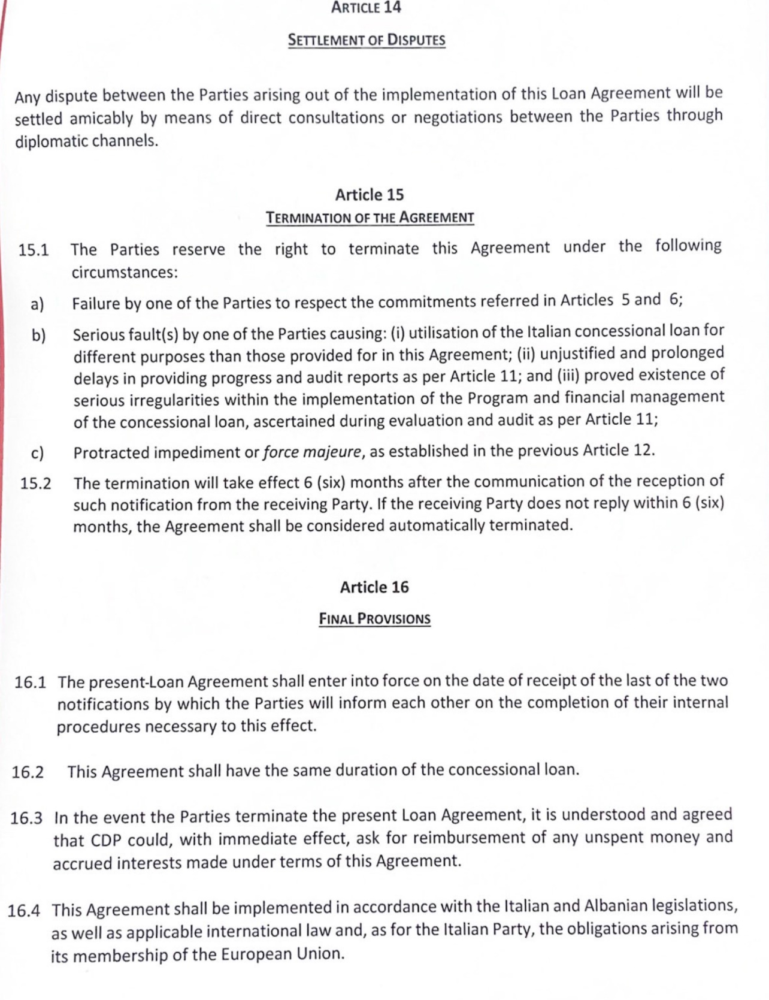 ARTICLE 14
SETTLEMENT OF DISPUTES
Any dispute between the Parties arising out of the implementation of this Loan Agreement will be
settled amicably by means of direct consultations or negotiations between the Parties through
diplomatic channels.
Article 15
TERMINATION OF THE AGREEMENT
15.1 The Parties reserve the right to terminate this Agreement under the following
circumstances:
a) Failure by one of the Parties to respect the commitments referred in Articles 5 and 6;
b) Serious fault(s) by one of the Parties causing: (i) utilisation of the Italian concessional loan for
different purposes than those provided for in this Agreement; (ii) unjustified and prolonged
delays in providing progress and audit reports as per Article 11; and (iii) proved existence of
serious irregularities within the implementation of the Program and financial management
of the concessional loan, ascertained during evaluation and audit as per Article 11;
c) Protracted impediment or force majeure, as established in the previous Article 12.
15.2 The termination will take effect 6 (six) months after the communication of the reception of
such notification from the receiving Party. If the receiving Party does not reply within 6 (six)
months, the Agreement shall be considered automatically terminated.
Article 16
FINAL PROVISIONS
16.1 The present-Loan Agreement shall enter into force on the date of receipt of the last of the two
notifications by which the Parties will inform each other on the completion of their internal
procedures necessary to this effect.
16.2 This Agreement shall have the same duration of the concessional loan.
16.3 In the event the Parties terminate the present Loan Agreement, it is understood and agreed
that CDP could, with immediate effect, ask for reimbursement of any unspent money and
accrued interests made under terms of this Agreement.
16.4 This Agreement shall be implemented in accordance with the Italian and Albanian legislations,
as well as applicable international law and, as for the Italian Party, the obligations arising from
its membership of the European Union.